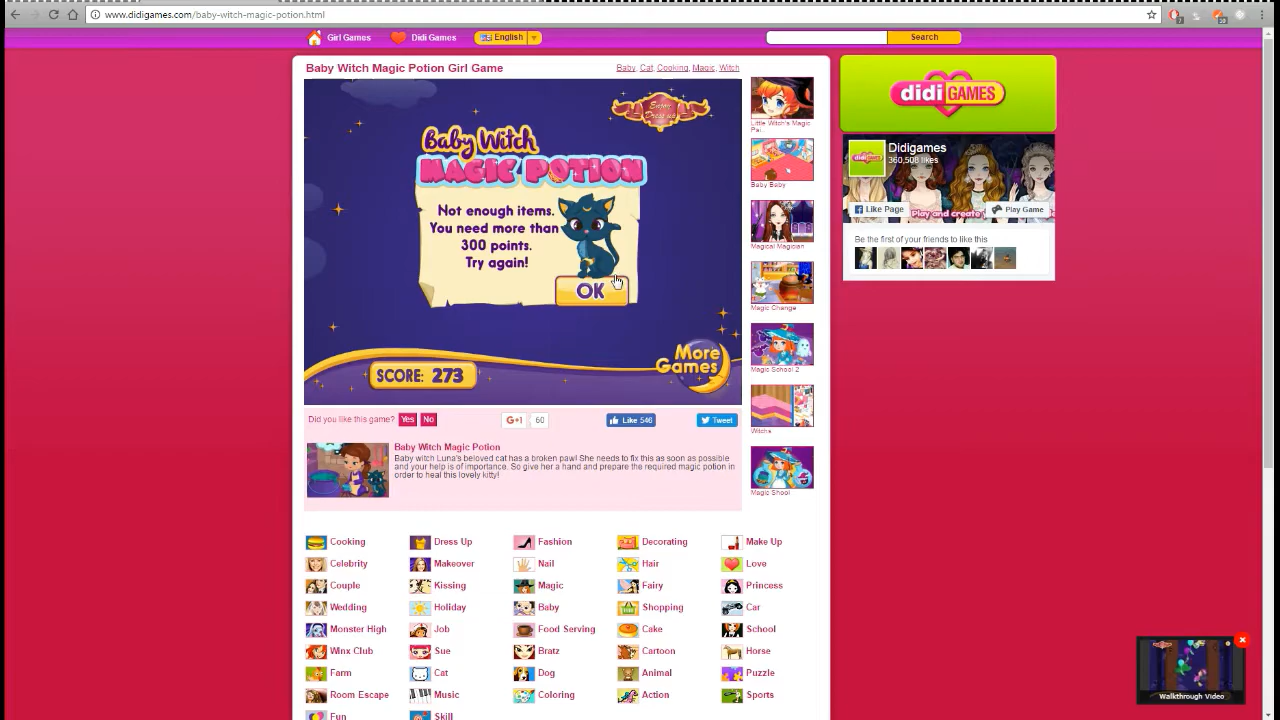 www.didigames.com/baby-witch-magic-potion.html
Girl Games
Didi Games
English
Search
Baby Witch Magic Potion Girl Game
Baby, Cat, Cooking, Magic, Witch
Enjoy
Dress up
Baby Witch
MAGIC POTION
Not enough items.
You need more than
300 points.
Try again!
OK
SCORE: 273
More
Games
Little Witch's Magic
Pai..
Baby Baby
Magical Magician
Magic Change
Magic School 2
Witchs
Magic Shool
didi GAMES
didi
Didigames
360,508 likes
Like Page
Play and create
Play Game
Be the first of your friends to like this
Did you like this game? Yes No
G+1 60
Like 546
Tweet
Baby Witch Magic Potion
Baby witch Luna's beloved cat has a broken paw! She needs to fix this as soon as possible
and your help is of importance. So give her a hand and prepare the required magic potion in
order to heal this lovely kitty!
Cooking Dress Up Fashion Decorating Make Up
Celebrity Makeover Nail Hair Love
Couple Kissing Magic Fairy Princess
Wedding Holiday Baby Shopping Car
Monster High Job Food Serving Cake School
Winx Club Sue Bratz Cartoon Horse
Farm Cat Dog Animal Puzzle
Room Escape Music Coloring Action Sports
Fun Skill
Walkthrough Video